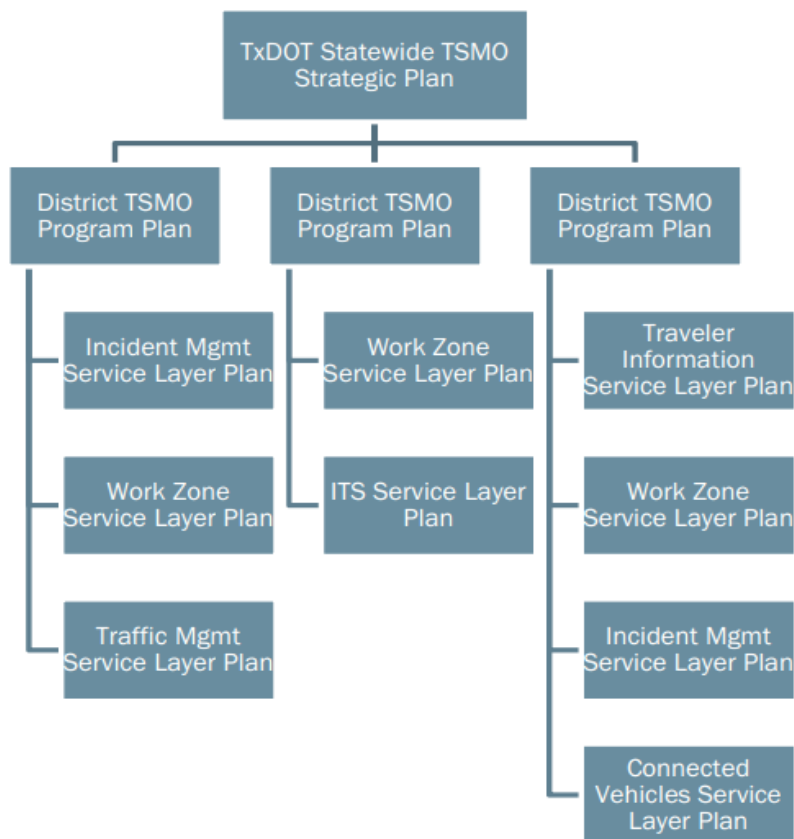 TxDOT Statewide TSMO
Strategic Plan
District TSMO
Program Plan
District TSMO
Program Plan
District TSMO
Program Plan
Incident Mgmt
Service Layer Plan
Work Zone
Service Layer Plan
Traffic Mgmt
Service Layer Plan
Work Zone
Service Layer Plan
ITS Service Layer
Plan
Traveler
Information
Service Layer Plan
Work Zone
Service Layer Plan
Incident Mgmt
Service Layer Plan
Connected
Vehicles Service
Layer Plan